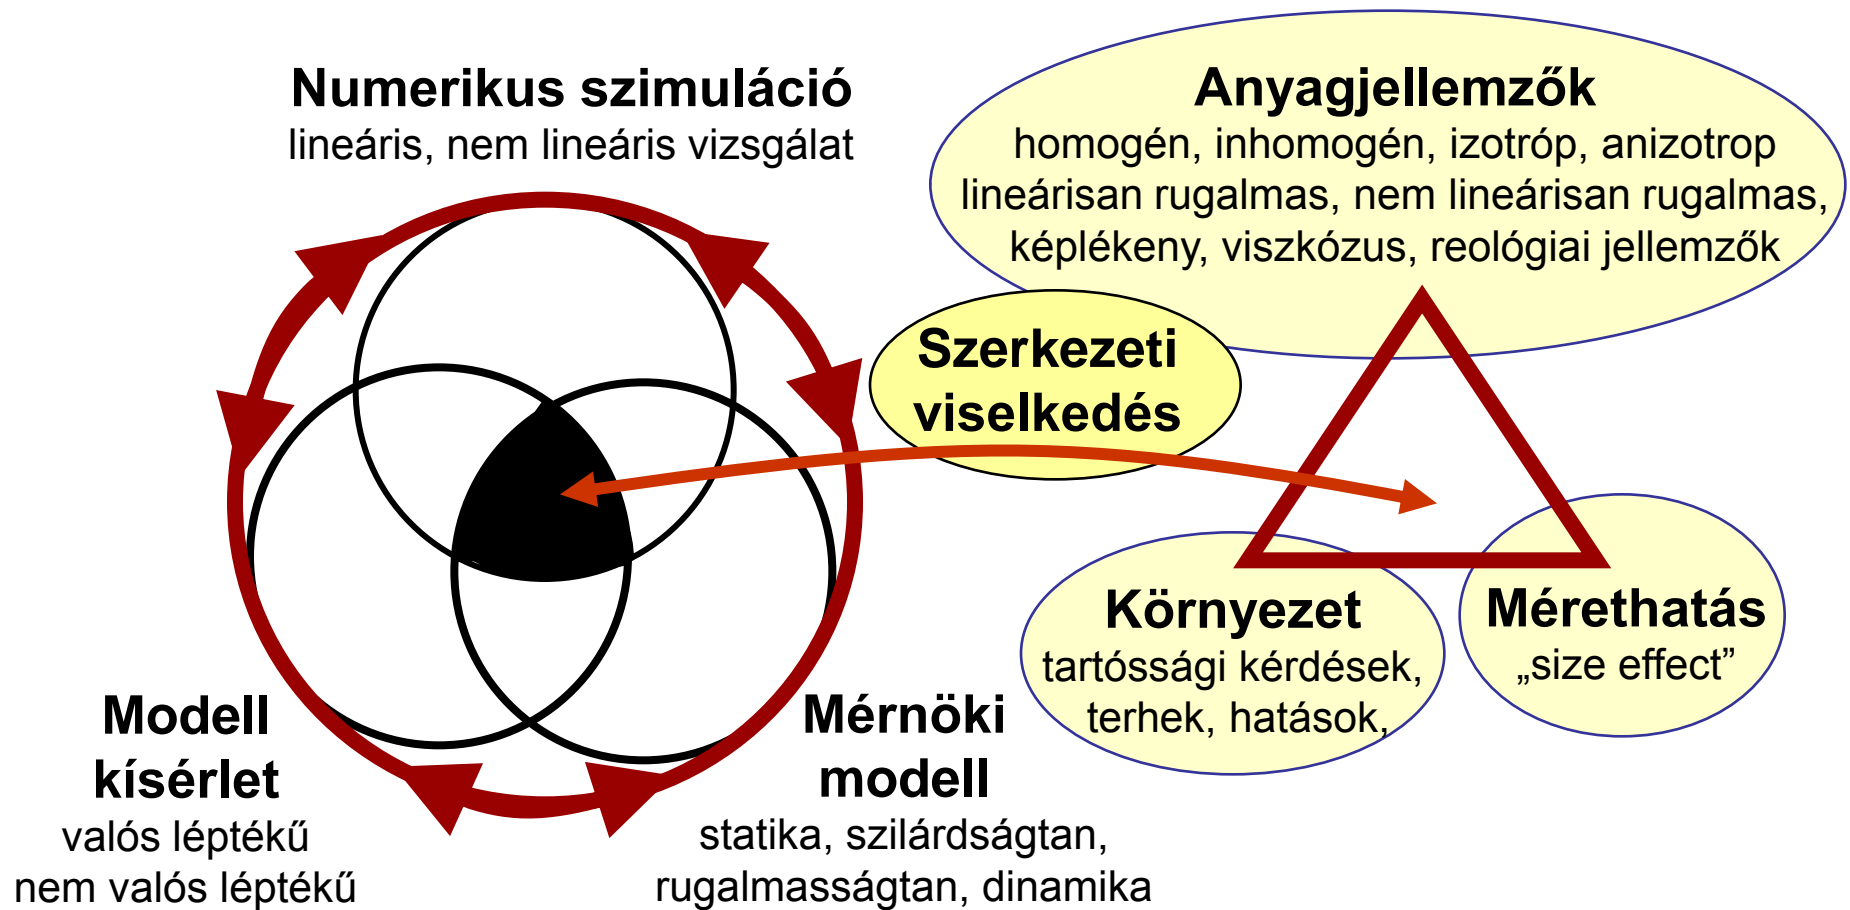 Numerikus szimuláció
lineáris, nem lineáris vizsgálat
Anyagjellemzők
homogén, inhomogén, izotróp, anizotrop
lineárisan rugalmas, nem lineárisan rugalmas,
képlékeny, viszkózus, reológiai jellemzők
Szerkezeti
viselkedés
Környezet
tartóssági kérdések,
terhek, hatások,
Mérethatás
„size effect”
Modell
kísérlet
valós léptékű
nem valós léptékű
Mérnöki
modell
statika, szilárdságtan,
rugalmasságtan, dinamika